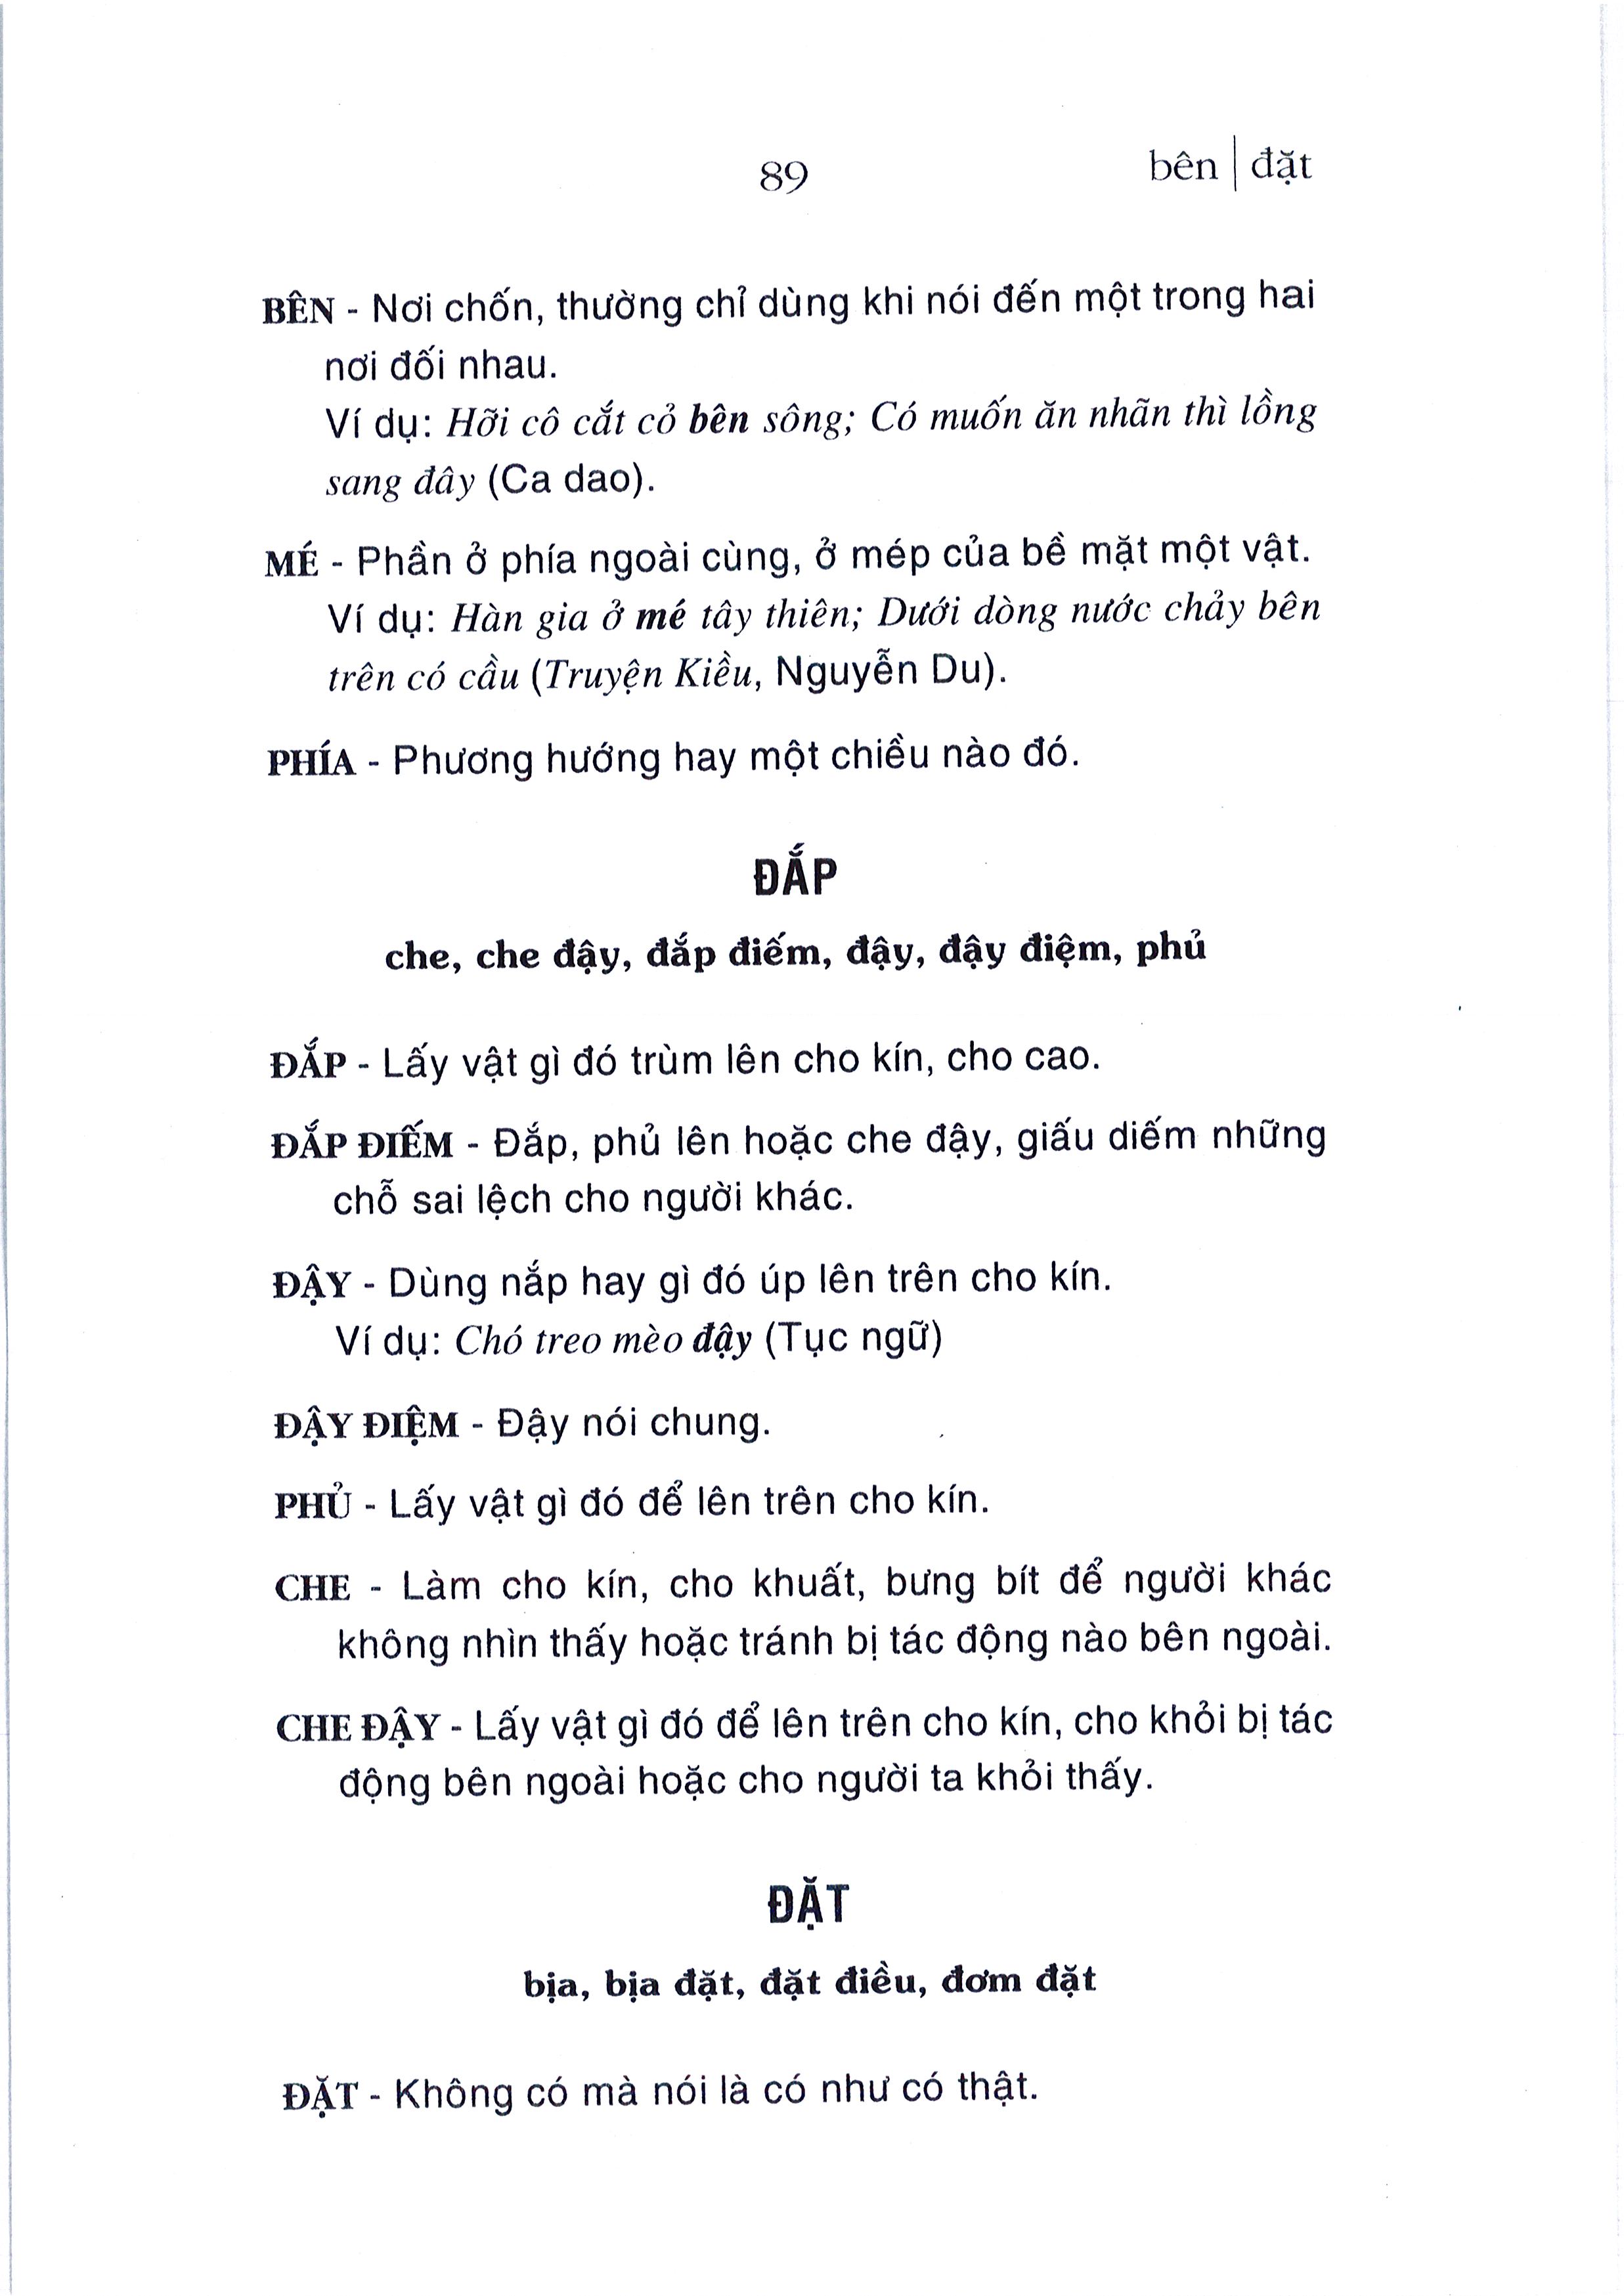 89
bên | đặt
BÊN - Nơi chốn, thường chỉ dùng khi nói đến một trong hai
nơi đối nhau.
Ví dụ: Hỡi cô cắt cỏ bên sông; Có muốn ăn nhãn thì lồng
sang đây (Ca dao).
MÉ - Phần ở phía ngoài cùng, ở mép của bề mặt một vật.
Ví dụ: Hàn gia ở mé tây thiên; Dưới dòng nước chảy bên
trên có cầu (Truyện Kiều, Nguyễn Du).
PHÍA - Phương hướng hay một chiều nào đó.
ĐẮP
che, che đậy, đắp điếm, đậy, đậy điệm, phủ
ĐẮP - Lấy vật gì đó trùm lên cho kín, cho cao.
ĐẮP ĐIẾM - Đắp, phủ lên hoặc che đậy, giấu diếm những
chỗ sai lệch cho người khác.
ĐẬY - Dùng nắp hay gì đó úp lên trên cho kín.
Ví dụ: Chó treo mèo đậy (Tục ngữ)
ĐẬY ĐIỆM - Đậy nói chung.
PHỦ - Lấy vật gì đó để lên trên cho kín.
CHE - Làm cho kín, cho khuất, bưng bít để người khác
không nhìn thấy hoặc tránh bị tác động nào bên ngoài.
CHE ĐẬY - Lấy vật gì đó để lên trên cho kín, cho khỏi bị tác
động bên ngoài hoặc cho người ta khỏi thấy.
ĐẶT
bịa, bịa đặt, đặt điều, đơm đặt
ĐẶT - Không có mà nói là có như có thật.